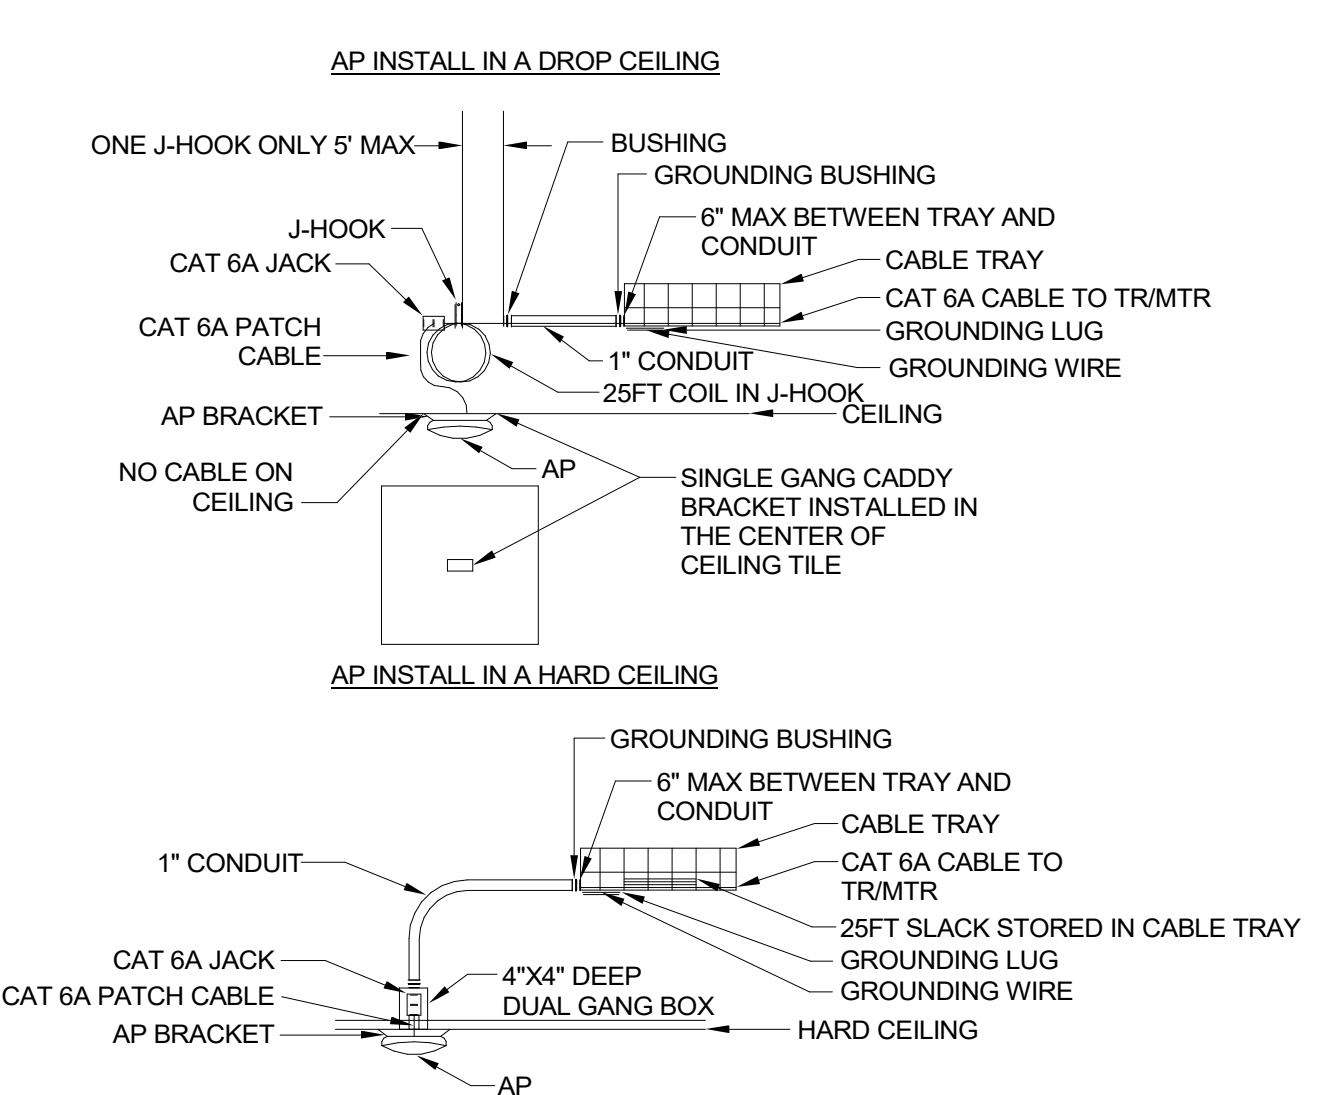 AP INSTALL IN A DROP CEILING
ONE J-HOOK ONLY 5' MAX
BUSHING
GROUNDING BUSHING
6" MAX BETWEEN TRAY AND
CONDUIT
J-HOOK
CAT 6A JACK
CABLE TRAY
CAT 6A CABLE TO TR/MTR
CAT 6A PATCH
CABLE
GROUNDING LUG
1" CONDUIT
GROUNDING WIRE
25FT COIL IN J-HOOK
AP BRACKET
CEILING
NO CABLE ON
CEILING
AP
SINGLE GANG CADDY
BRACKET INSTALLED IN
THE CENTER OF
CEILING TILE
AP INSTALL IN A HARD CEILING
GROUNDING BUSHING
6" MAX BETWEEN TRAY AND
CONDUIT
CABLE TRAY
1" CONDUIT
CAT 6A CABLE TO
TR/MTR
25FT SLACK STORED IN CABLE TRAY
CAT 6A JACK
GROUNDING LUG
4"X4" DEEP
DUAL GANG BOX
CAT 6A PATCH CABLE
GROUNDING WIRE
AP BRACKET
HARD CEILING
AP